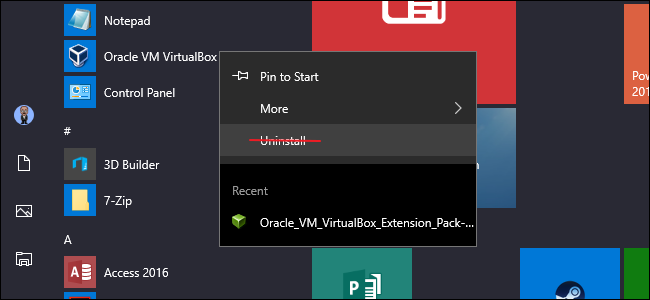 Notepad
Oracle VM VirtualBox
Control Panel
#
3D Builder
7-Zip
A
Access 2016
Pin to Start
More
Uninstall
Recent
Oracle_VM_VirtualBox_Extension_Pack-...
Pow
201